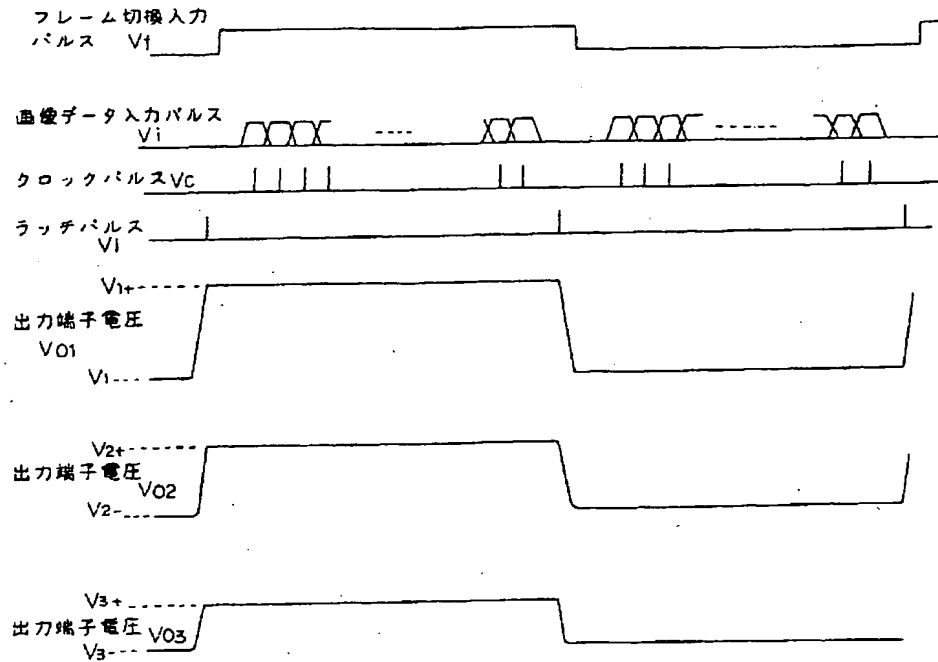 フレーム切換入力
パルス Vf
画像データ入力パルス
Vi
クロックパルスVC
ラッチパルス
Vl
V1+
出力端子電圧
VO1
V1-
V2+
出力端子電圧
VO2
V2-
V3+
出力端子電圧 VO3
V3-